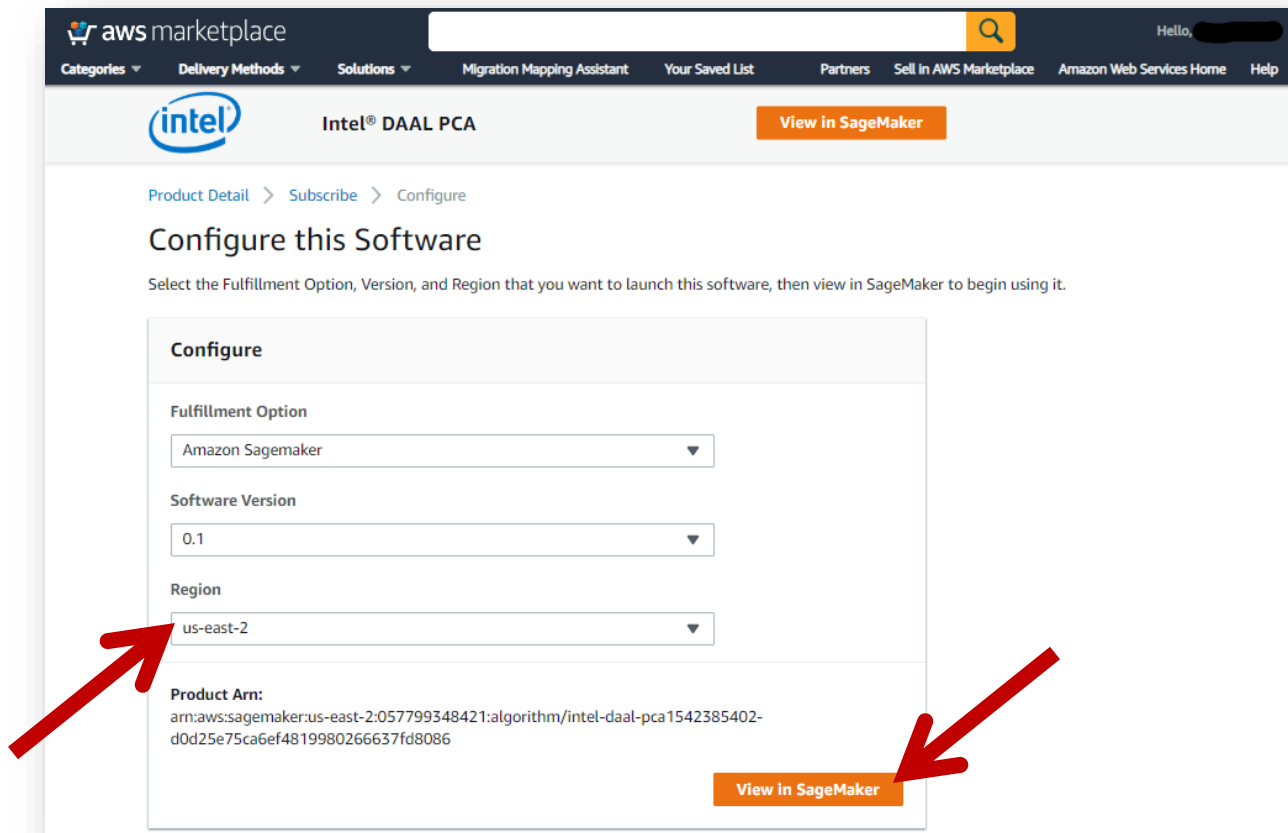 aws marketplace
Hello,
Categories Delivery Methods Solutions Migration Mapping Assistant Your Saved List Partners Sell in AWS Marketplace Amazon Web Services Home Help
intel Intel® DAAL PCA View in SageMaker
Product Detail > Subscribe > Configure
Configure this Software
Select the Fulfillment Option, Version, and Region that you want to launch this software, then view in SageMaker to begin using it.
Configure
Fulfillment Option
Amazon Sagemaker
Software Version
0.1
Region
us-east-2
Product Arn:
arn:aws:sagemaker:us-east-2:057799348421:algorithm/intel-daal-pca1542385402-
d0d25e75ca6ef4819980266637fd8086
View in SageMaker